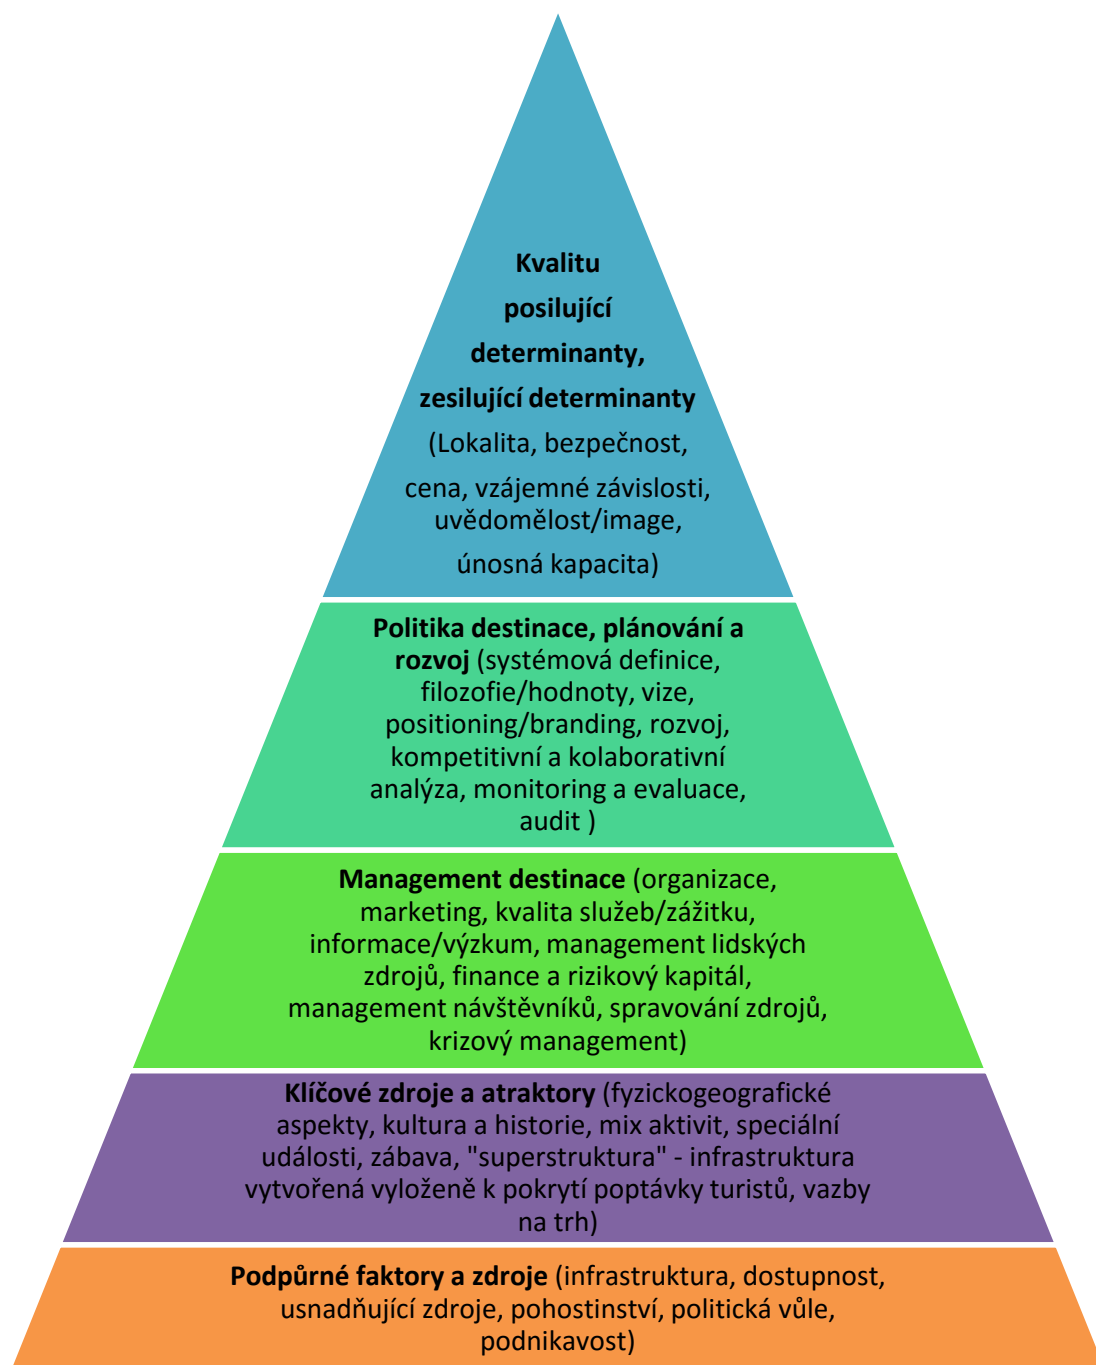 Kvalitu
posilující
determinanty,
zesilující determinanty
(Lokalita, bezpečnost,
cena, vzájemné závislosti,
uvědomělost/image,
únosná kapacita)
Politika destinace, plánování a
rozvoj (systémová definice,
filozofie/hodnoty, vize,
positioning/branding, rozvoj,
kompetitivní a kolaborativní
analýza, monitoring a evaluace,
audit )
Management destinace (organizace,
marketing, kvalita služeb/zážitku,
informace/výzkum, management lidských
zdrojů, finance a rizikový kapitál,
management návštěvníků, spravování zdrojů,
krizový management)
Klíčové zdroje a atraktory (fyzickogeografické
aspekty, kultura a historie, mix aktivit, speciální
události, zábava, "superstruktura" - infrastruktura
vytvořená vyloženě k pokrytí poptávky turistů, vazby
na trh)
Podpůrné faktory a zdroje (infrastruktura, dostupnost,
usnadňující zdroje, pohostinství, politická vůle,
podnikavost)